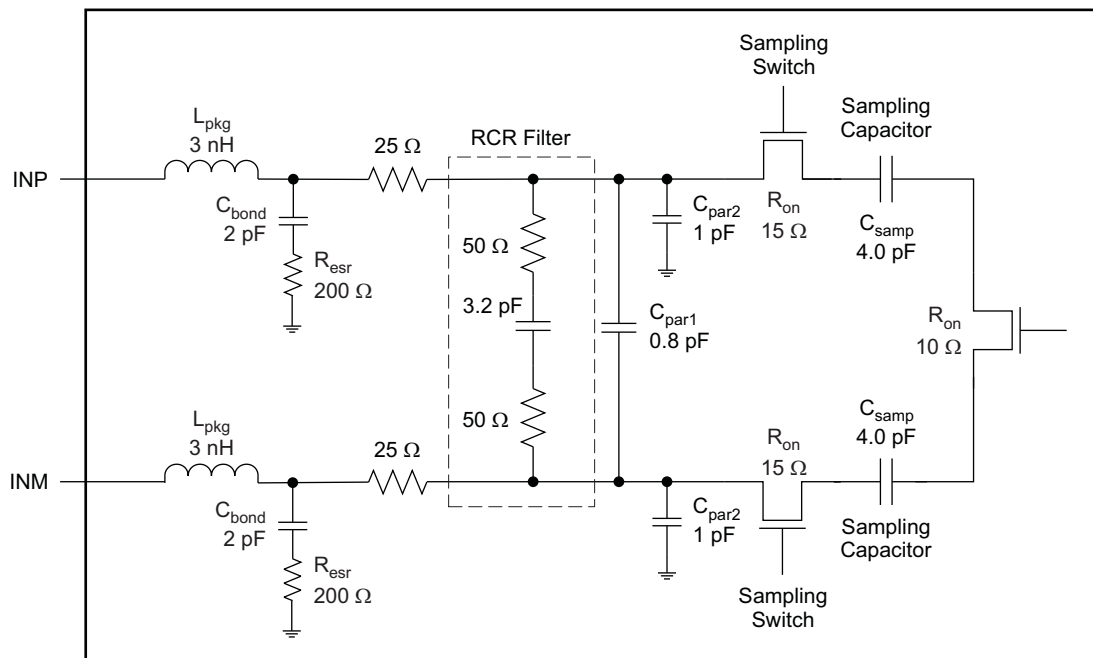 Sampling
Switch
Sampling
Capacitor
L_pkg
3 nH
25 Ω
RCR Filter
INP
C_bond
2 pF
R_esr
200 Ω
50 Ω
3.2 pF
50 Ω
C_par1
0.8 pF
C_par2
1 pF
R_on
15 Ω
C_samp
4.0 pF
R_on
10 Ω
L_pkg
3 nH
25 Ω
INM
C_bond
2 pF
R_esr
200 Ω
C_par2
1 pF
R_on
15 Ω
C_samp
4.0 pF
Sampling
Capacitor
Sampling
Switch